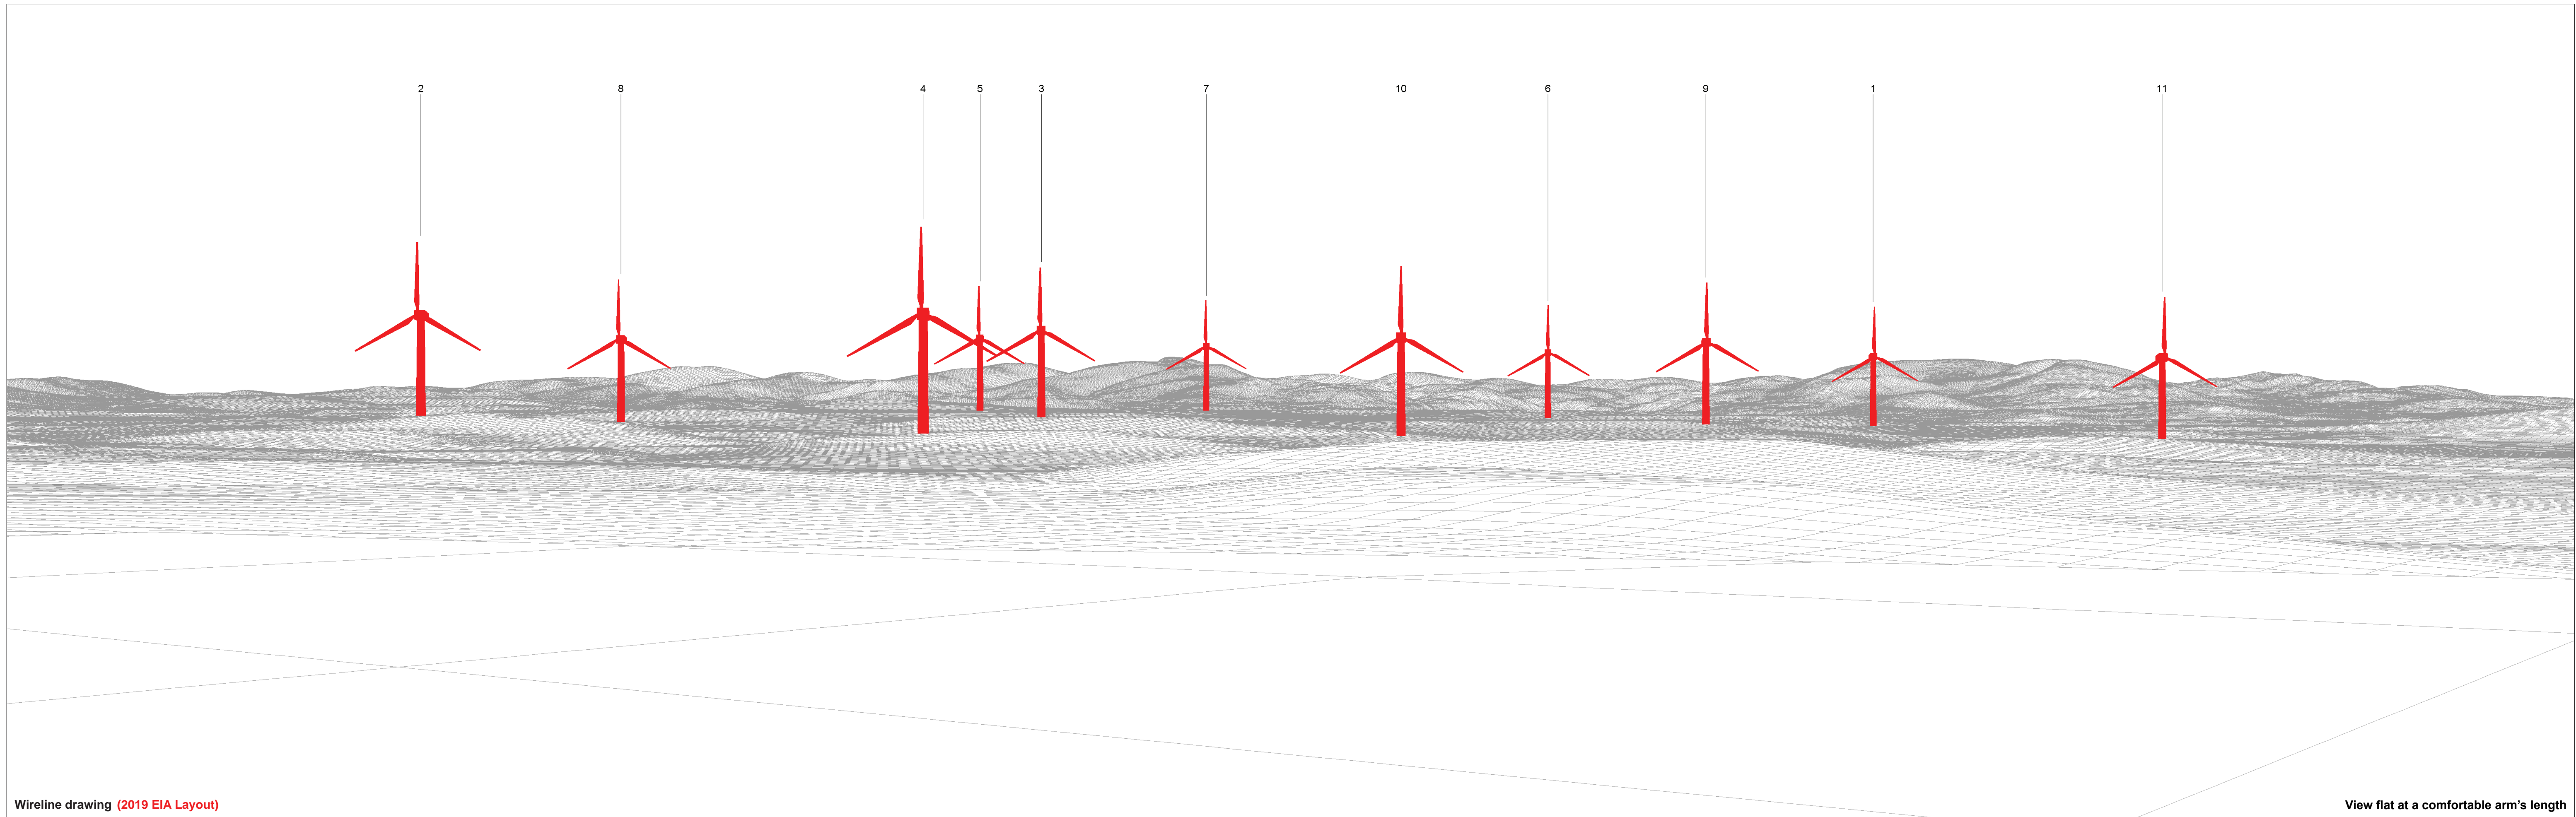 2 8 4 5 3 7 10 6 9 1 11
Wireline drawing (2019 EIA Layout)
View flat at a comfortable arm's length